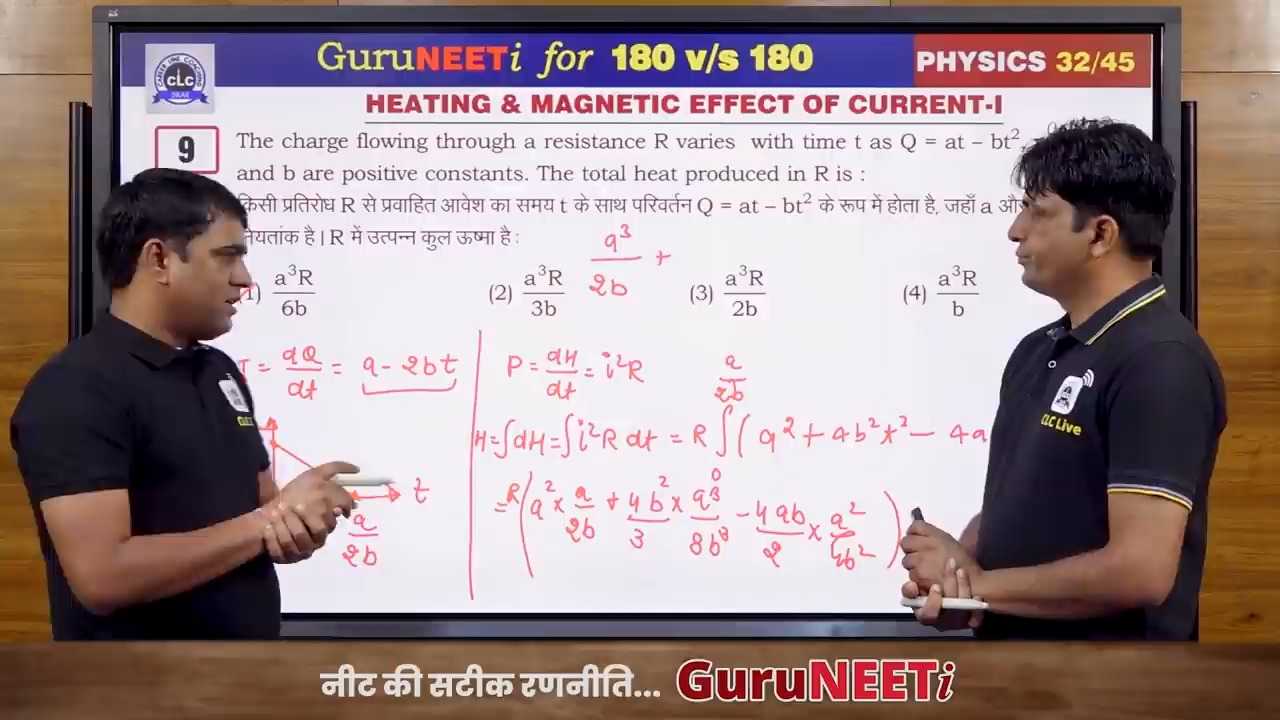 GuruNEETi for 180 v/s 180
PHYSICS 32/45
CLC
SIKAR
HEATING & MAGNETIC EFFECT OF CURRENT-I
9
The charge flowing through a resistance R varies with time t as Q = at – bt²,
and b are positive constants. The total heat produced in R is :
किसी प्रतिरोध R से प्रवाहित आवेश का समय t के साथ परिवर्तन Q = at – bt² के रूप में होता है, जहाँ a
नियतांक है। R में उत्पन्न कुल ऊष्मा है :
a³/2b +
(1) a³R/6b (2) a³R/3b (3) a³R/2b (4) a³R/b
I = dQ/dt = a - 2bt
P = dH/dt = i²R
a/2b
H = ∫dH = ∫i²R dt = R ∫( a² + 4b²t² - 4a
0
= R( a² × a/2b + 4b²/3 × a³/8b³ - 4ab/2 × a²/4b² )
t
a/2b
CLC Live
नीट की सटीक रणनीति... GuruNEETi